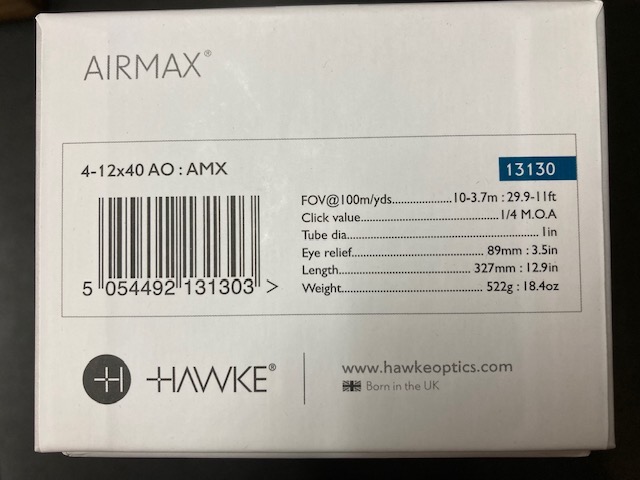 AIRMAX®
4-12x40 AO : AMX
13130
FOV@100m/yds....................10-3.7m : 29.9-11ft
Click value...............................................1/4 M.O.A
Tube dia...............................................................1in
Eye relief..........................................89mm : 3.5in
Length..........................................327mm : 12.9in
Weight............................................522g : 18.4oz
5 054492 131303 >
H HAWKE®
www.hawkeoptics.com
Born in the UK